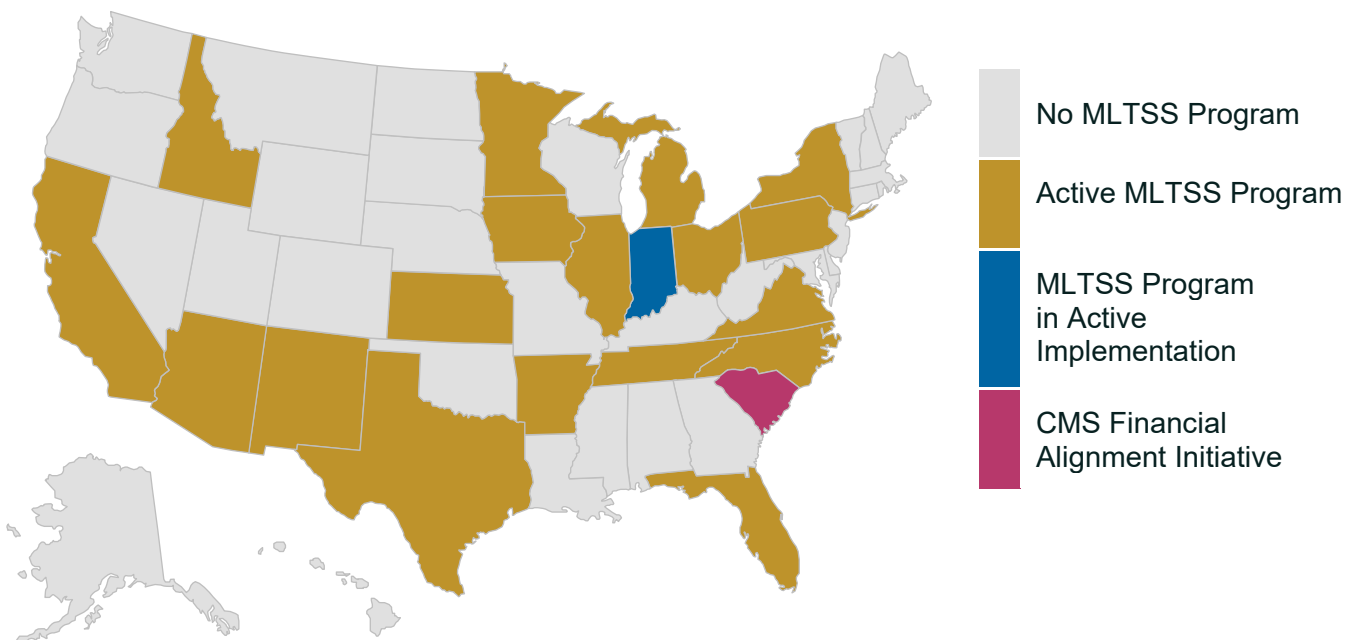 No MLTSS Program
Active MLTSS Program
MLTSS Program
in Active
Implementation
CMS Financial
Alignment Initiative